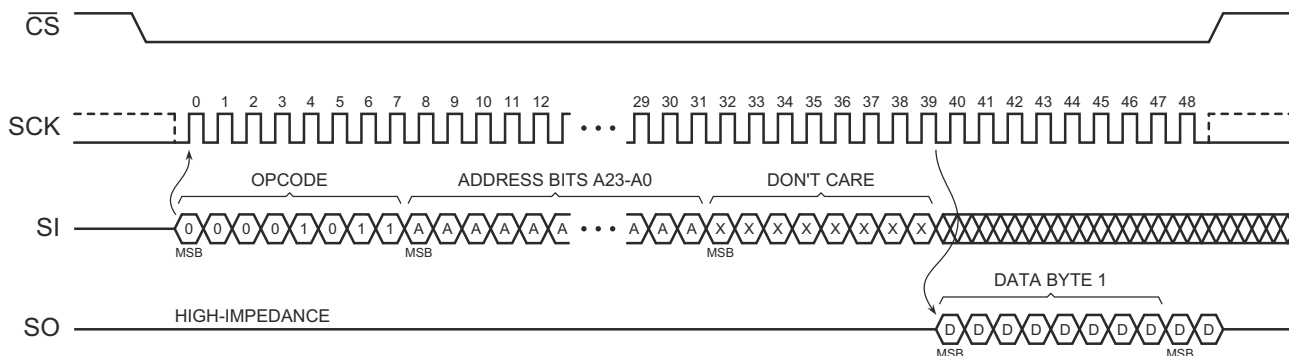 CS
0 1 2 3 4 5 6 7 8 9 10 11 12 29 30 31 32 33 34 35 36 37 38 39 40 41 42 43 44 45 46 47 48
SCK
OPCODE ADDRESS BITS A23-A0 DON'T CARE
SI 0 0 0 0 1 0 1 1 A A A A A A A A A X X X X X X X X
MSB MSB MSB
DATA BYTE 1
SO HIGH-IMPEDANCE D D D D D D D D D D
MSB MSB